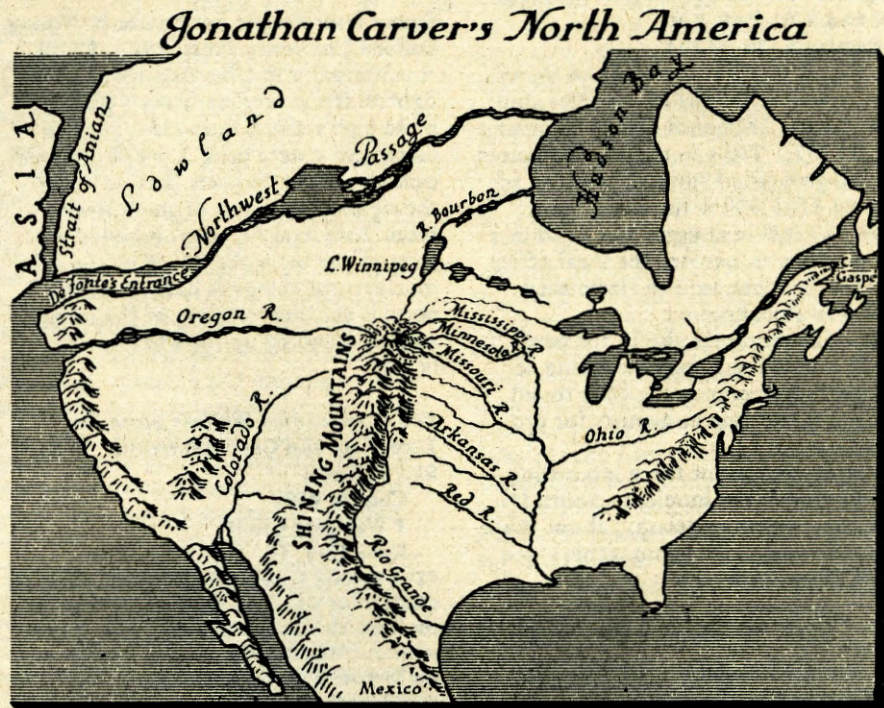 Jonathan Carver's North America
Hudson Bay
ASIA
Strait of Anian
Lowland
Northwest Passage
R. Bourbon
L. Winnipeg
De Fonte's Entrance
C. Gaspé
Oregon R.
Mississippi R.
Minnesota R.
Missouri R.
SHINING MOUNTAINS
Colorado R.
Ohio R.
Arkansas R.
Red R.
Rio Grande
Mexico